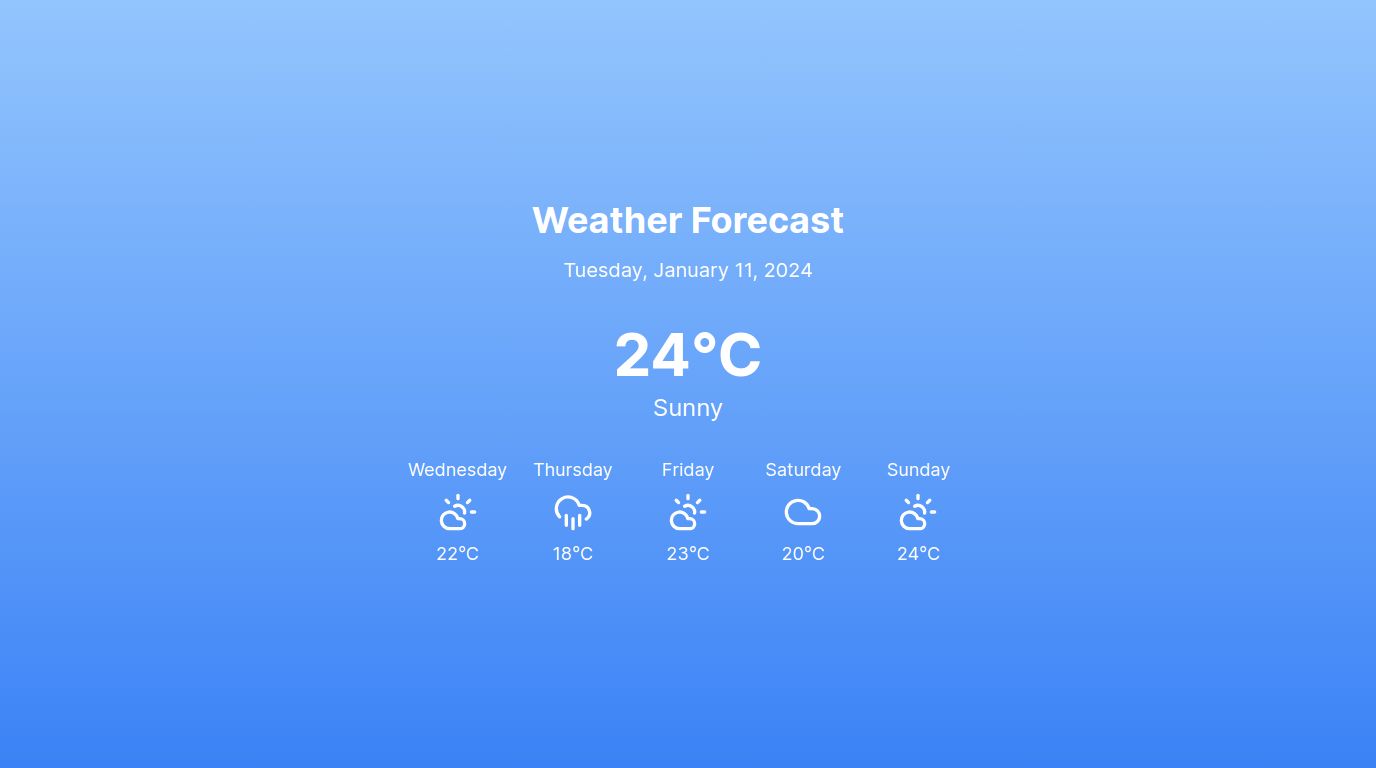 Weather Forecast
Tuesday, January 11, 2024
24°C
Sunny
Wednesday Thursday Friday Saturday Sunday
22°C 18°C 23°C 20°C 24°C